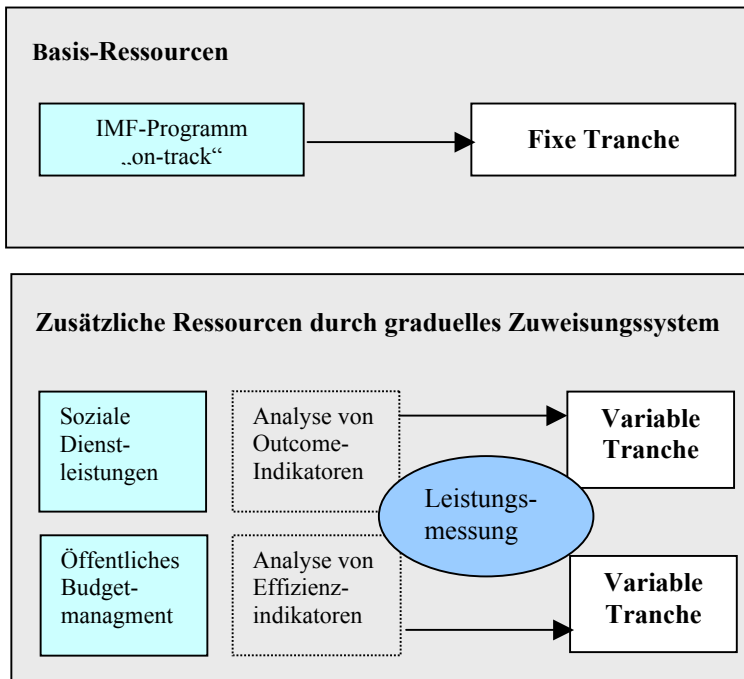 Basis-Ressourcen
IMF-Programm
„on-track“
Fixe Tranche
Zusätzliche Ressourcen durch graduelles Zuweisungssystem
Soziale
Dienst-
leistungen
Analyse von
Outcome-
Indikatoren
Variable
Tranche
Leistungs-
messung
Öffentliches
Budget-
managment
Analyse von
Effizienz-
indikatoren
Variable
Tranche